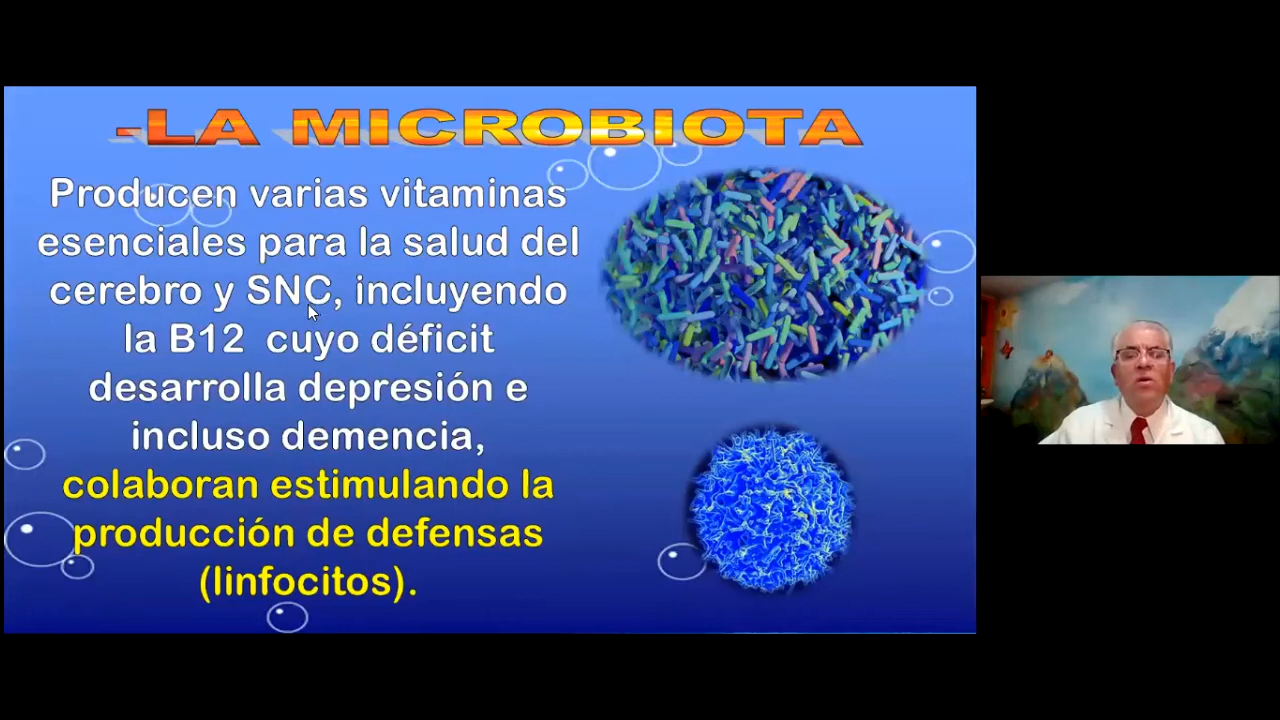 -LA MICROBIOTA
Producen varias vitaminas
esenciales para la salud del
cerebro y SNC, incluyendo
la B12  cuyo déficit
desarrolla depresión e
incluso demencia,
colaboran estimulando la
producción de defensas
(linfocitos).